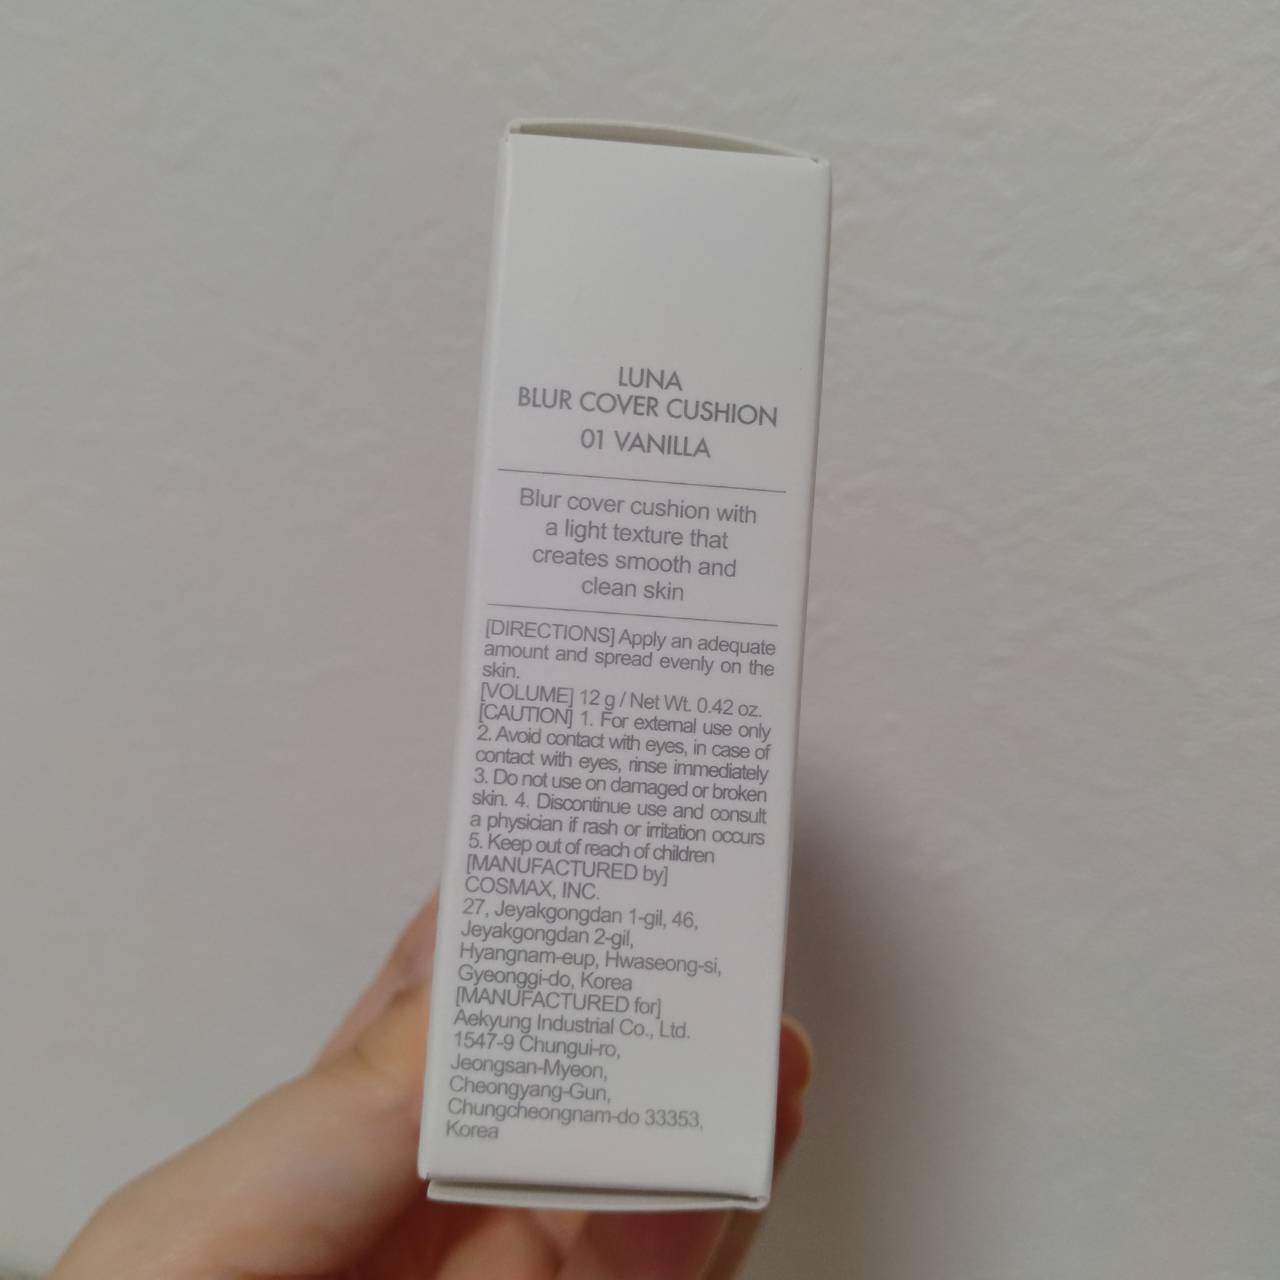 LUNA
BLUR COVER CUSHION
01 VANILLA
Blur cover cushion with
a light texture that
creates smooth and
clean skin
[DIRECTIONS] Apply an adequate
amount and spread evenly on the
skin.
[VOLUME] 12 g / Net Wt. 0.42 oz.
[CAUTION] 1. For external use only
2. Avoid contact with eyes, in case of
contact with eyes, rinse immediately
3. Do not use on damaged or broken
skin. 4. Discontinue use and consult
a physician if rash or irritation occurs
5. Keep out of reach of children
[MANUFACTURED by]
COSMAX, INC.
27, Jeyakgongdan 1-gil, 46,
Jeyakgongdan 2-gil,
Hyangnam-eup, Hwaseong-si,
Gyeonggi-do, Korea
[MANUFACTURED for]
Aekyung Industrial Co., Ltd.
1547-9 Chungui-ro,
Jeongsan-Myeon,
Cheongyang-Gun,
Chungcheongnam-do 33353,
Korea